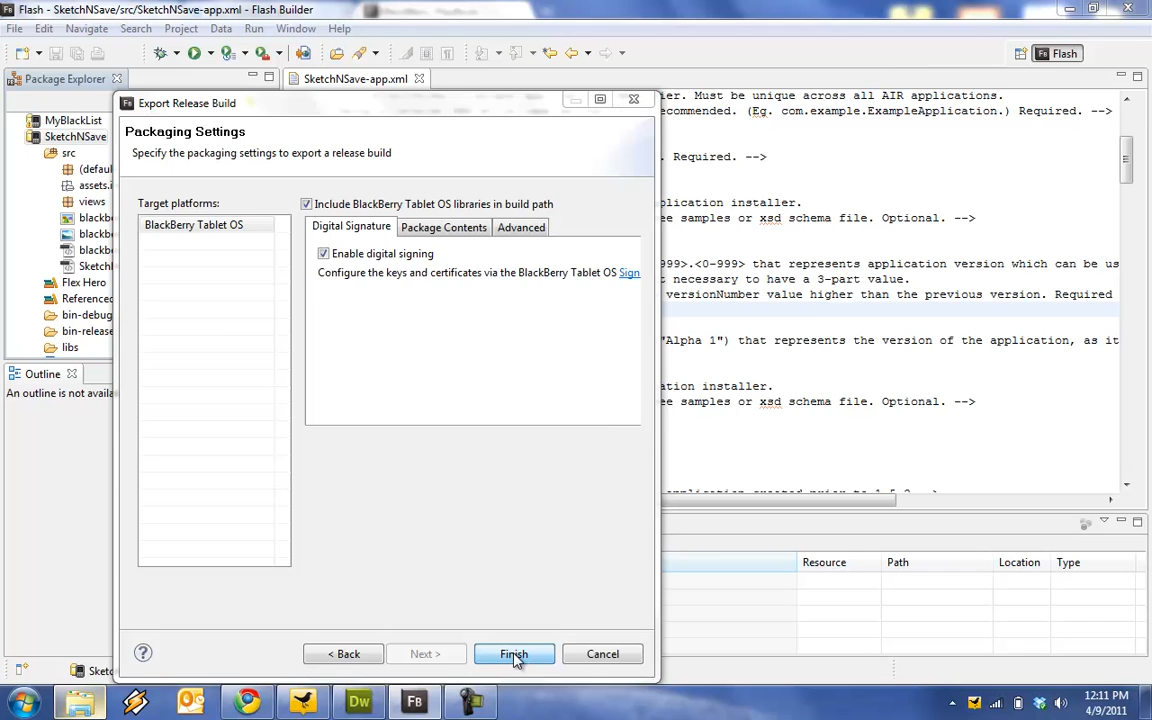 Flash - SketchNSave/src/SketchNSave-app.xml - Flash Builder
File Edit Navigate Search Project Data Run Window Help
Flash
Package Explorer
SketchNSave-app.xml
MyBlackList
SketchNSave
src
(defau
assets.i
views
blackb
blackb
blackb
Sketch
Flex Hero
Referenced
bin-debug
bin-release
libs
Outline
An outline is not availa
Fb Export Release Build
Packaging Settings
Specify the packaging settings to export a release build
Target platforms:
BlackBerry Tablet OS
Include BlackBerry Tablet OS libraries in build path
Digital Signature Package Contents Advanced
Enable digital signing
Configure the keys and certificates via the BlackBerry Tablet OS Sign
< Back Next > Finish Cancel
ier. Must be unique across all AIR applications.
commended. (Eg. com.example.ExampleApplication.) Required. -->
. Required. -->
plication installer.
ee samples or xsd schema file. Optional. -->
-999>.<0-999> that represents application version which can be us
t necessary to have a 3-part value.
versionNumber value higher than the previous version. Required
"Alpha 1") that represents the version of the application, as it
ation installer.
ee samples or xsd schema file. Optional. -->
Resource Path Location Type
Sketc
Dw Fb
12:11 PM
4/9/2011